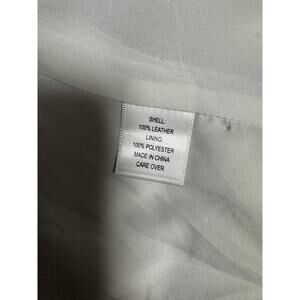 SHELL:
100% LEATHER
LINING:
100% POLYESTER
MADE IN CHINA
CARE OVER